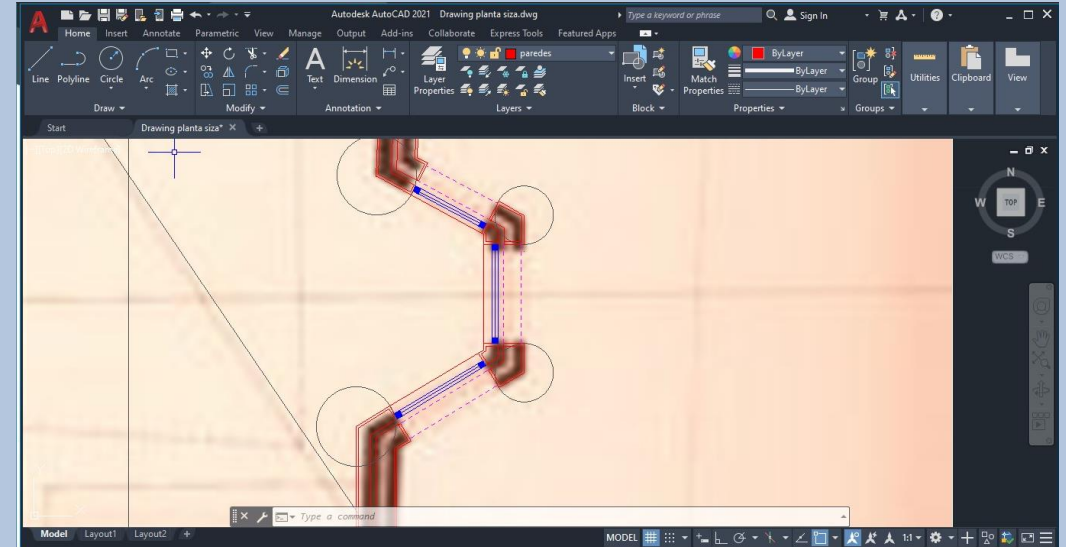 Autodesk AutoCAD 2021 Drawing planta siza.dwg
Type a keyword or phrase
Sign In
Home Insert Annotate Parametric View Manage Output Add-ins Collaborate Express Tools Featured Apps
Line Polyline Circle Arc
Text Dimension
Layer Properties
paredes
Insert
Match Properties
ByLayer
ByLayer
ByLayer
Group
Utilities
Clipboard
View
Draw Modify Annotation Layers Block Properties Groups
Start Drawing planta siza* +
N
W TOP E
S
WCS
Type a command
Model Layout1 Layout2 +
MODEL
1:1